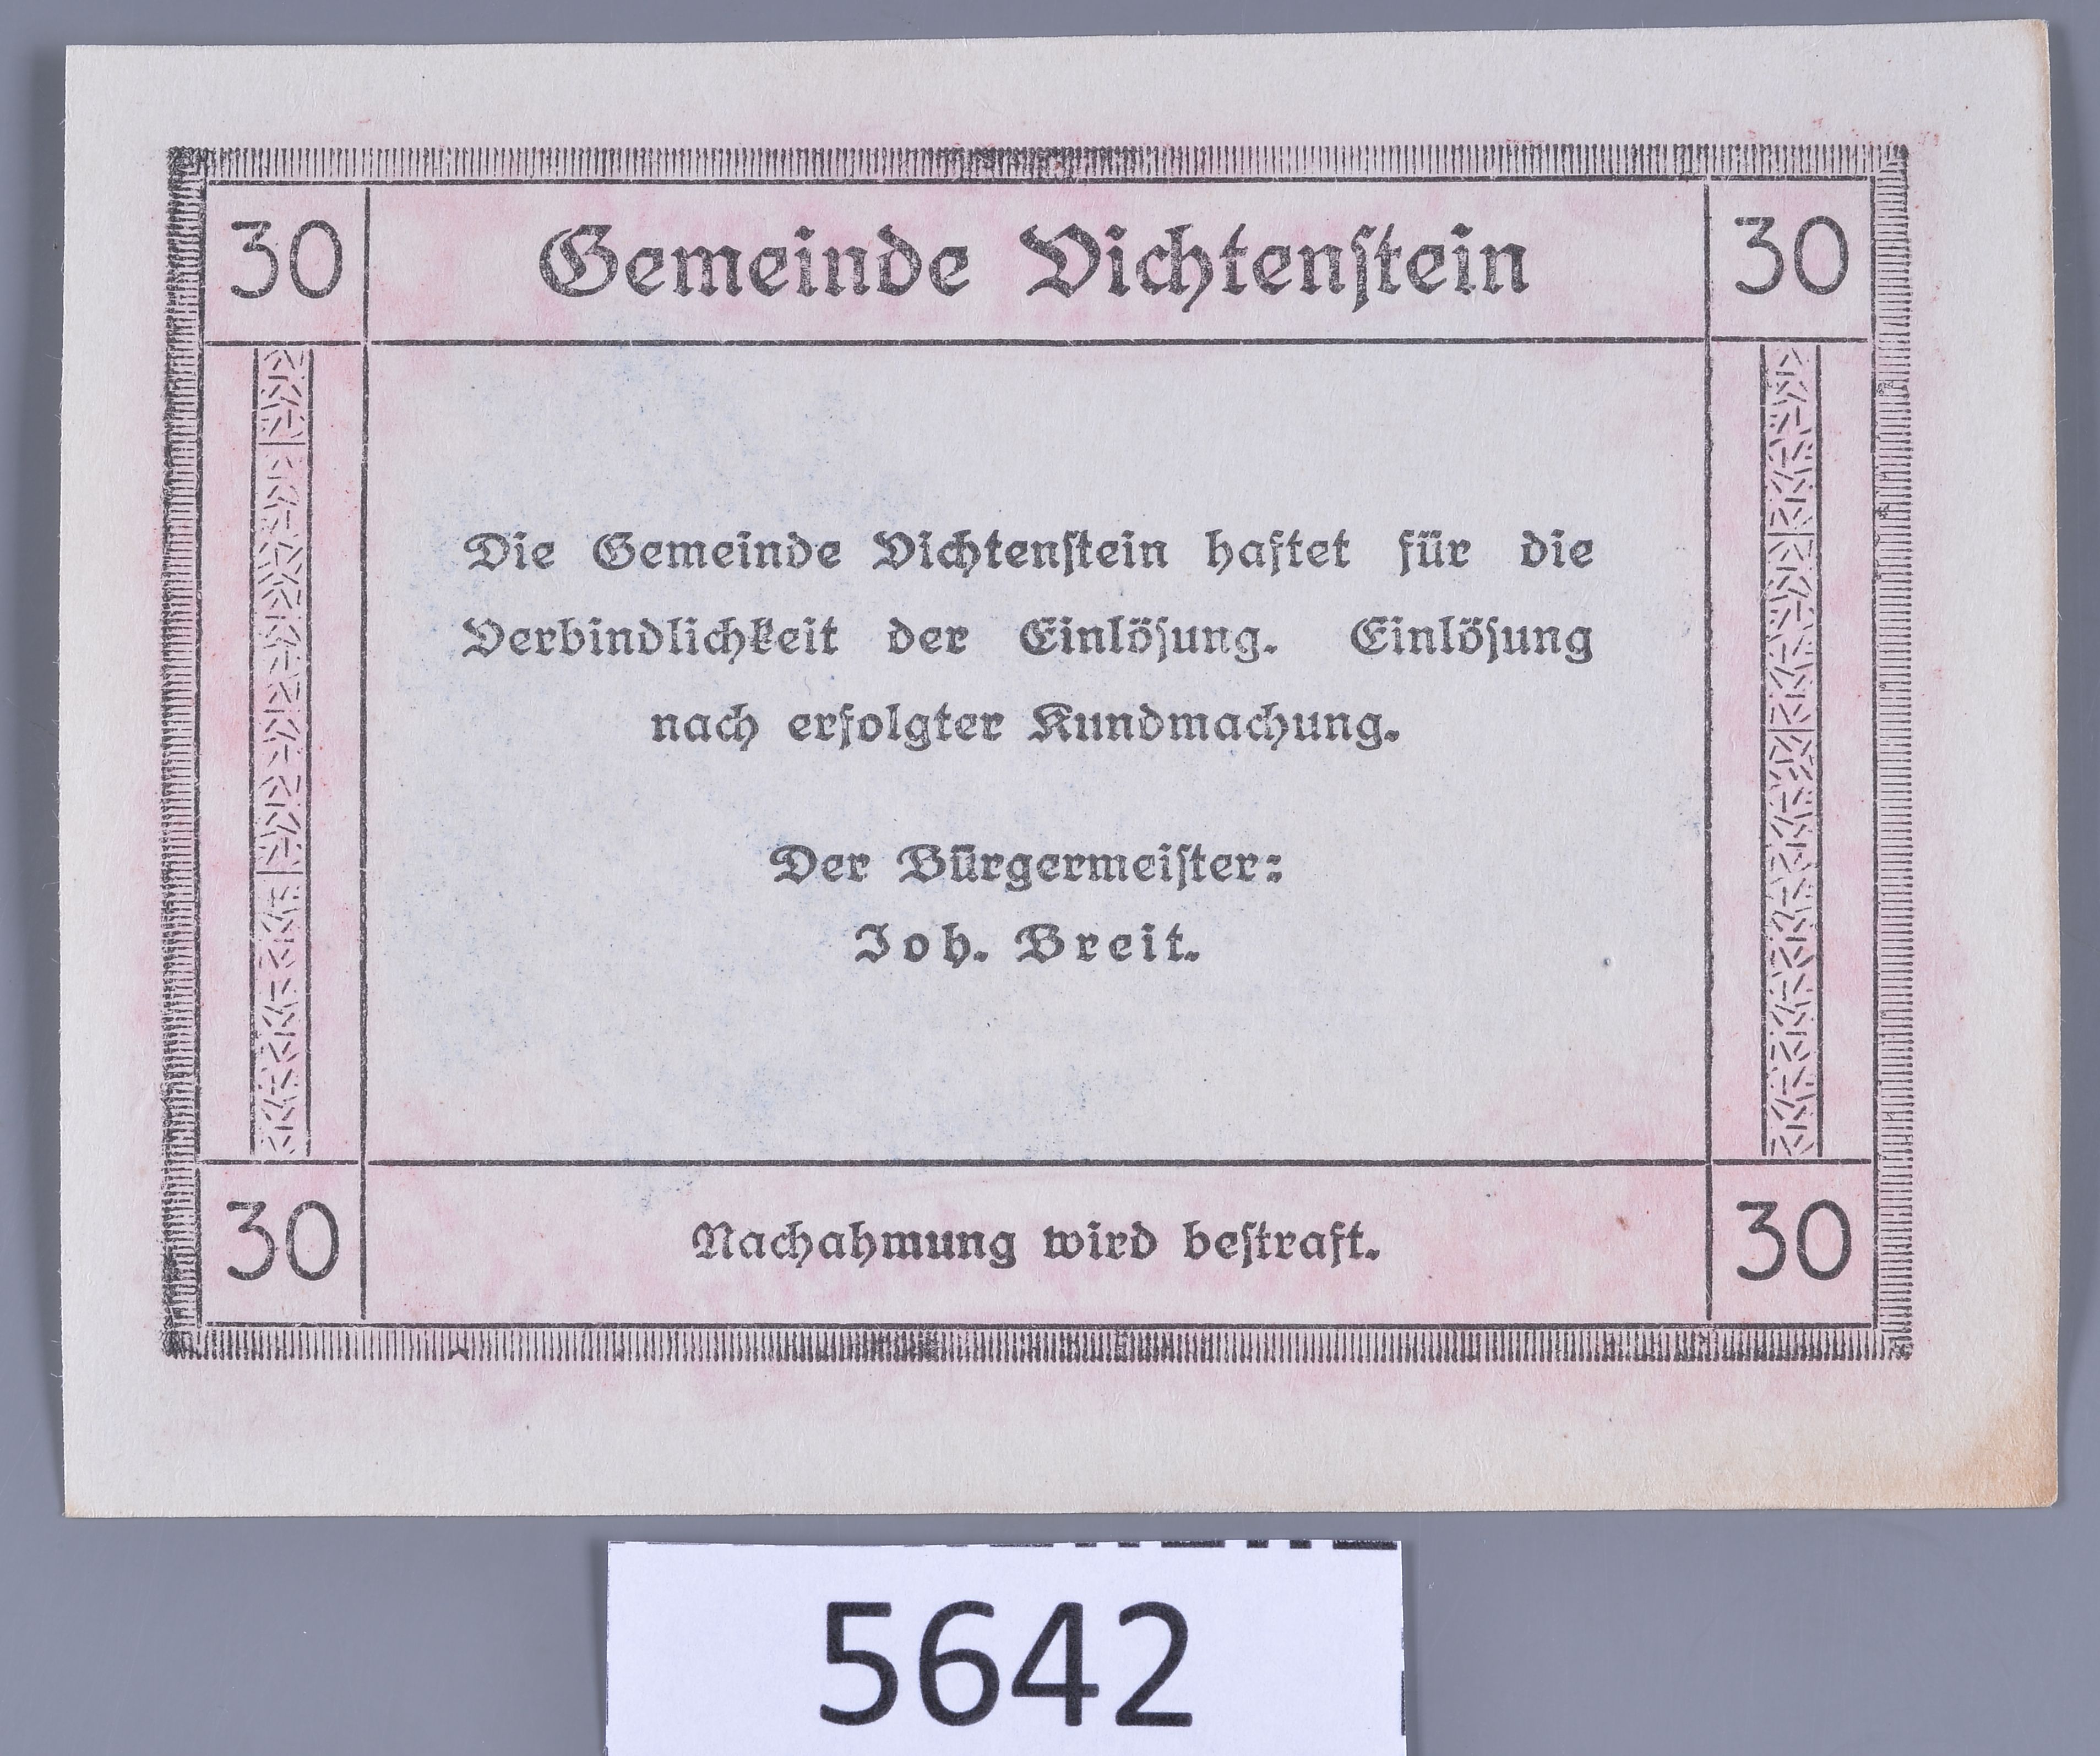 30 Gemeinde Vichtenstein 30
Die Gemeinde Vichtenstein haftet für die
Verbindlichkeit der Einlösung. Einlösung
nach erfolgter Kundmachung.
Der Bürgermeister:
Joh. Breit.
30 Nachahmung wird bestraft. 30
5642